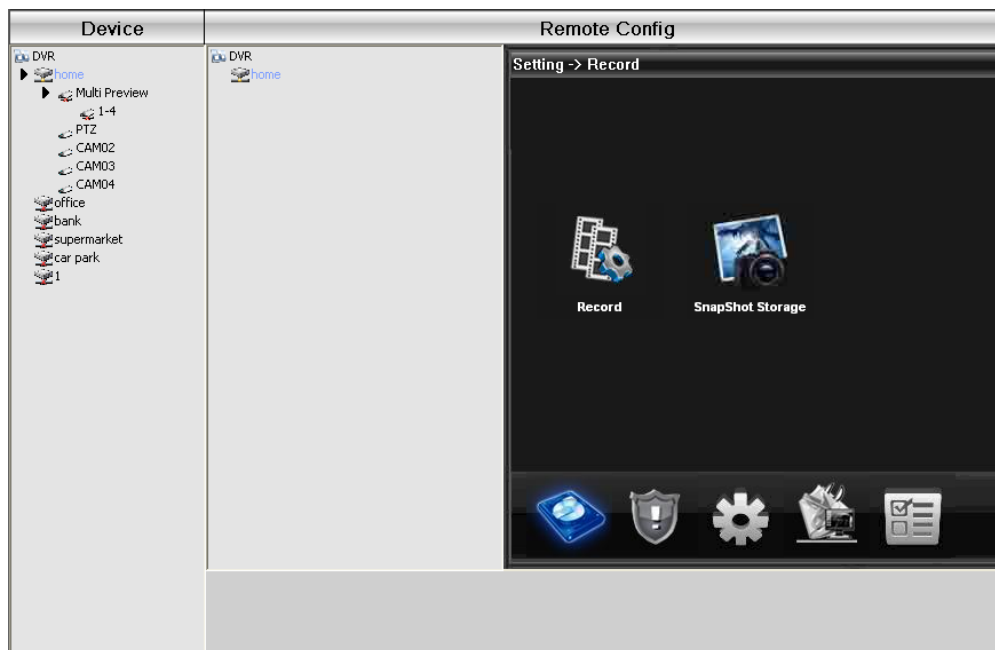 Device
Remote Config
DVR
home
Multi Preview
1-4
PTZ
CAM02
CAM03
CAM04
office
bank
supermarket
car park
1
DVR
home
Setting -> Record
Record
SnapShot Storage